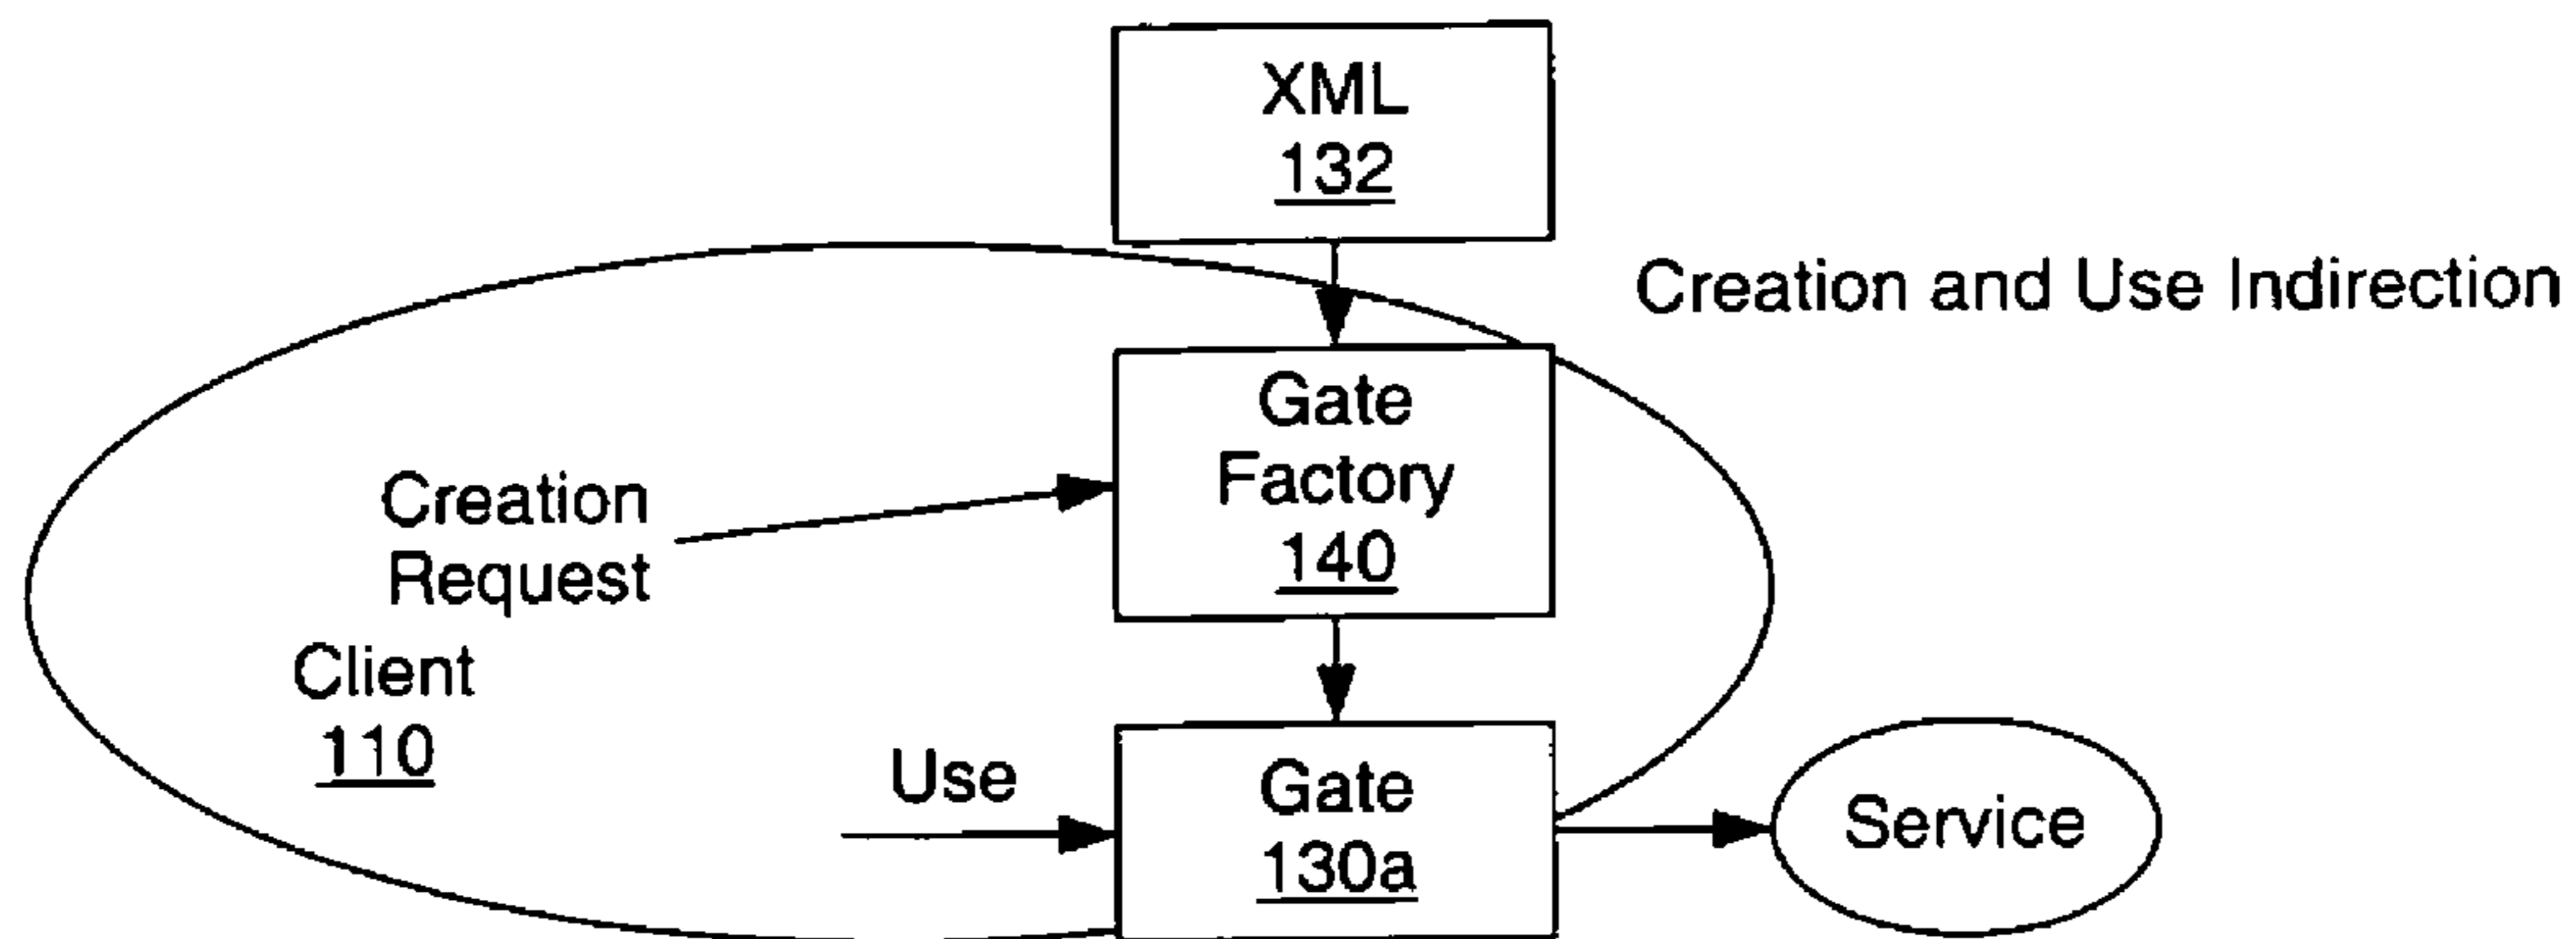 XML
132
Creation and Use Indirection
Gate
Factory
140
Creation
Request
Client
110
Use
Gate
130a
Service